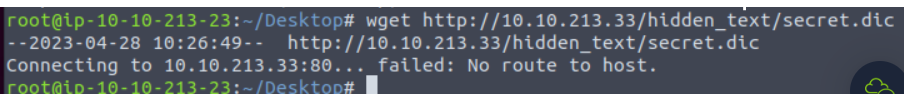 root@ip-10-10-213-23:~/Desktop# wget http://10.10.213.33/hidden_text/secret.dic
--2023-04-28 10:26:49--  http://10.10.213.33/hidden_text/secret.dic
Connecting to 10.10.213.33:80... failed: No route to host.
root@ip-10-10-213-23:~/Desktop#